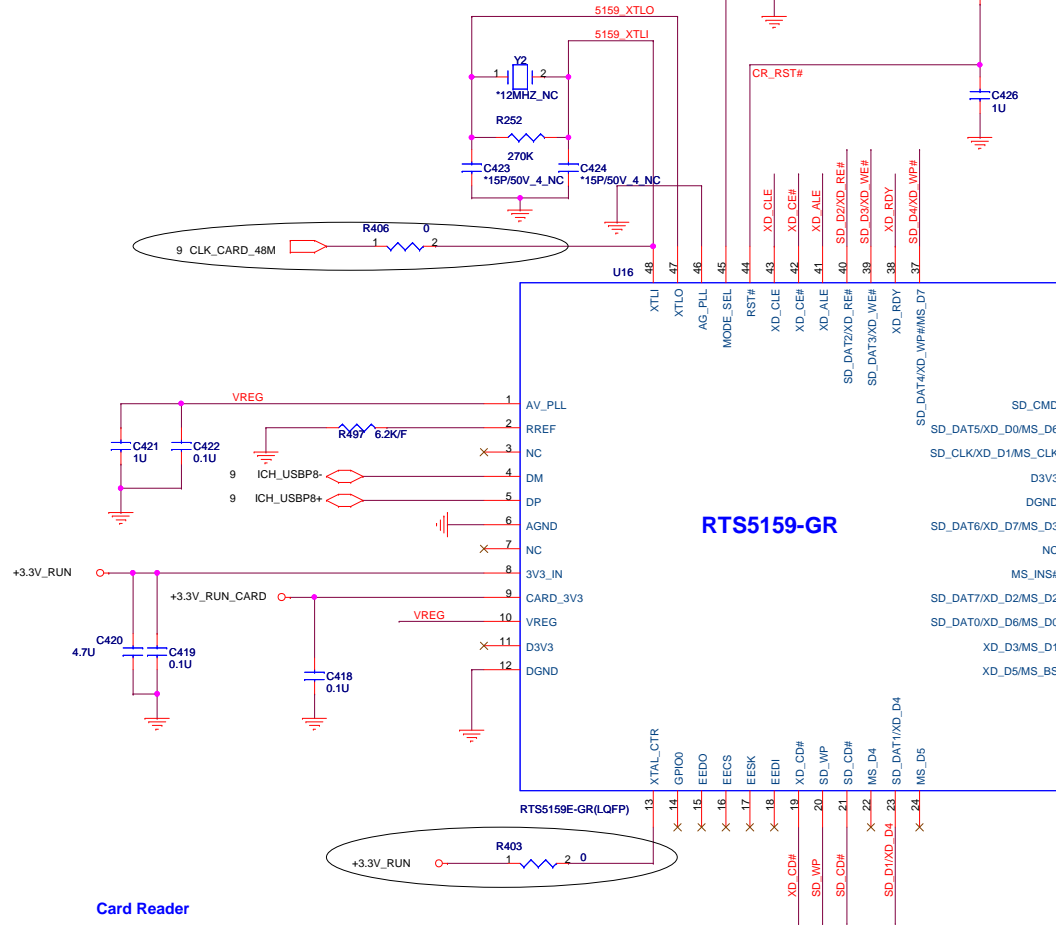 5159_XTLO
5159_XTLI
Y2
1 2
*12MHZ_NC
R252
270K
C423
*15P/50V_4_NC
C424
*15P/50V_4_NC
CR_RST#
C426
1U
9 CLK_CARD_48M
R406 0
1 2
XD_CLE
XD_CE#
XD_ALE
SD_D2/XD_RE#
SD_D3/XD_WE#
XD_RDY
SD_D4/XD_WP#
U16
48
47
46
45
44
43
42
41
40
39
38
37
XTLI
XTLO
AG_PLL
MODE_SEL
RST#
XD_CLE
XD_CE#
XD_ALE
SD_DAT2/XD_RE#
SD_DAT3/XD_WE#
XD_RDY
SD_DAT4/XD_WP#/MS_D7
VREG
C421
1U
C422
0.1U
R497 6.2K/F
9 ICH_USBP8-
9 ICH_USBP8+
1 AV_PLL
2 RREF
3 NC
4 DM
5 DP
6 AGND
7 NC
8 3V3_IN
9 CARD_3V3
10 VREG
11 D3V3
12 DGND
+3.3V_RUN
+3.3V_RUN_CARD
VREG
C420
4.7U
C419
0.1U
C418
0.1U
RTS5159-GR
SD_CMD
SD_DAT5/XD_D0/MS_D6
SD_CLK/XD_D1/MS_CLK
D3V3
DGND
SD_DAT6/XD_D7/MS_D3
NC
MS_INS#
SD_DAT7/XD_D2/MS_D2
SD_DAT0/XD_D6/MS_D0
XD_D3/MS_D1
XD_D5/MS_BS
XTAL_CTR
GPIO0
EEDO
EECS
EESK
EEDI
XD_CD#
SD_WP
SD_CD#
MS_D4
SD_DAT1/XD_D4
MS_D5
RTS5159E-GR(LQFP)
13
14
15
16
17
18
19
20
21
22
23
24
+3.3V_RUN
R403
1 2 0
XD_CD#
SD_WP
SD_CD#
SD_D1/XD_D4
Card Reader